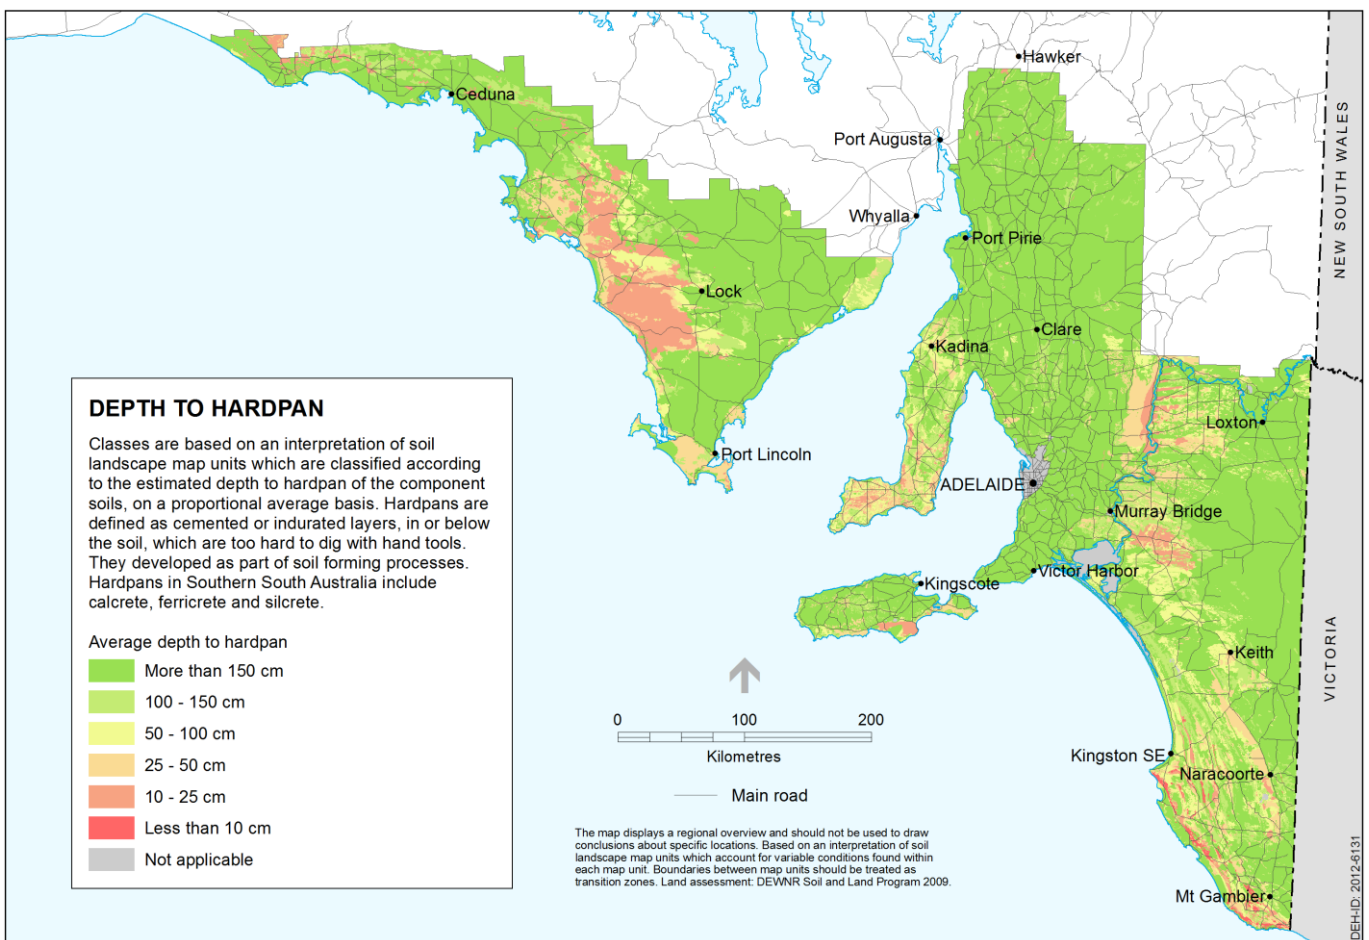 Hawker
Ceduna
Port Augusta
Whyalla
Port Pirie
NEW SOUTH WALES
Lock
Clare
Kadina
DEPTH TO HARDPAN
Classes are based on an interpretation of soil
landscape map units which are classified according
to the estimated depth to hardpan of the component
soils, on a proportional average basis. Hardpans are
defined as cemented or indurated layers, in or below
the soil, which are too hard to dig with hand tools.
They developed as part of soil forming processes.
Hardpans in Southern South Australia include
calcrete, ferricrete and silcrete.
Average depth to hardpan
More than 150 cm
100 - 150 cm
50 - 100 cm
25 - 50 cm
10 - 25 cm
Less than 10 cm
Not applicable
Loxton
Port Lincoln
ADELAIDE
Murray Bridge
Victor Harbor
Kingscote
Keith
VICTORIA
0 100 200
Kilometres
Main road
Kingston SE
Naracoorte
The map displays a regional overview and should not be used to draw
conclusions about specific locations. Based on an interpretation of soil
landscape map units which account for variable conditions found within
each map unit. Boundaries between map units should be treated as
transition zones. Land assessment: DEWNR Soil and Land Program 2009.
Mt Gambier
DEH-ID: 2012-6131